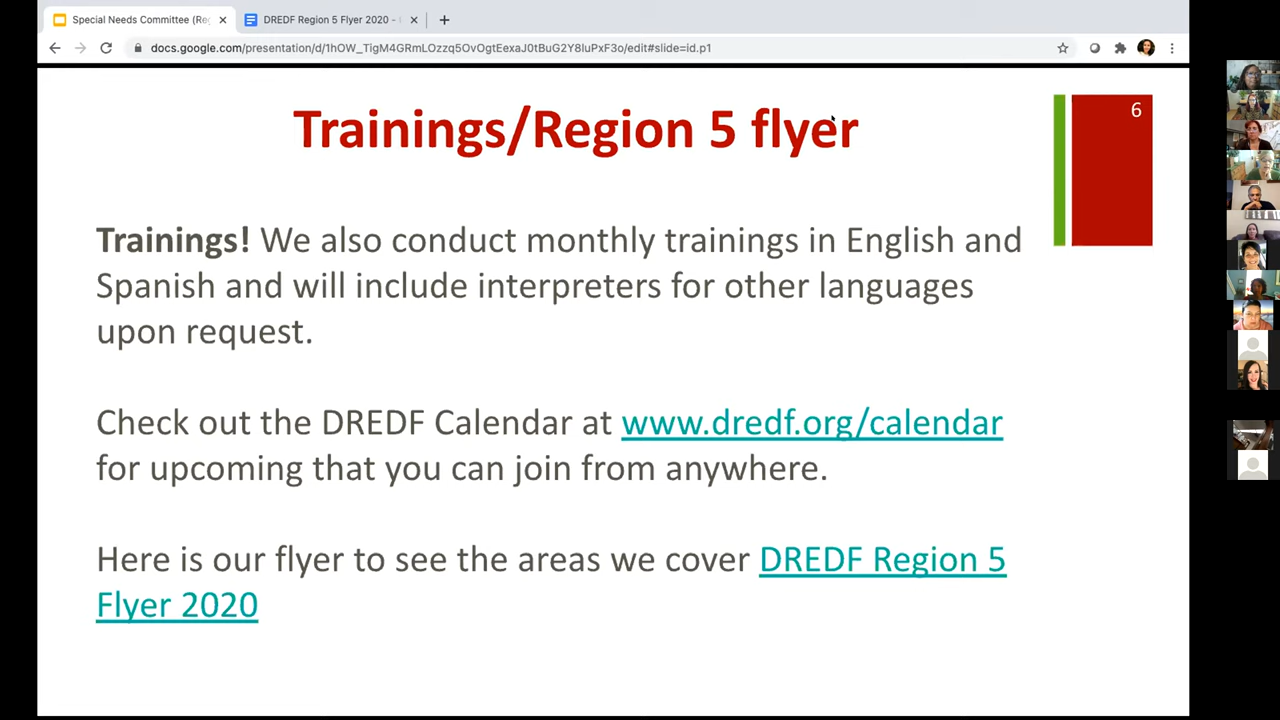 Special Needs Committee (Re
DREDF Region 5 Flyer 2020 -
docs.google.com/presentation/d/1hOW_TigM4GRmLOzzq5OvOgtEexaJ0tBuG2Y8IuPxF3o/edit#slide=id.p1
Trainings/Region 5 flyer
6
Trainings! We also conduct monthly trainings in English and
Spanish and will include interpreters for other languages
upon request.
Check out the DREDF Calendar at www.dredf.org/calendar
for upcoming that you can join from anywhere.
Here is our flyer to see the areas we cover DREDF Region 5
Flyer 2020